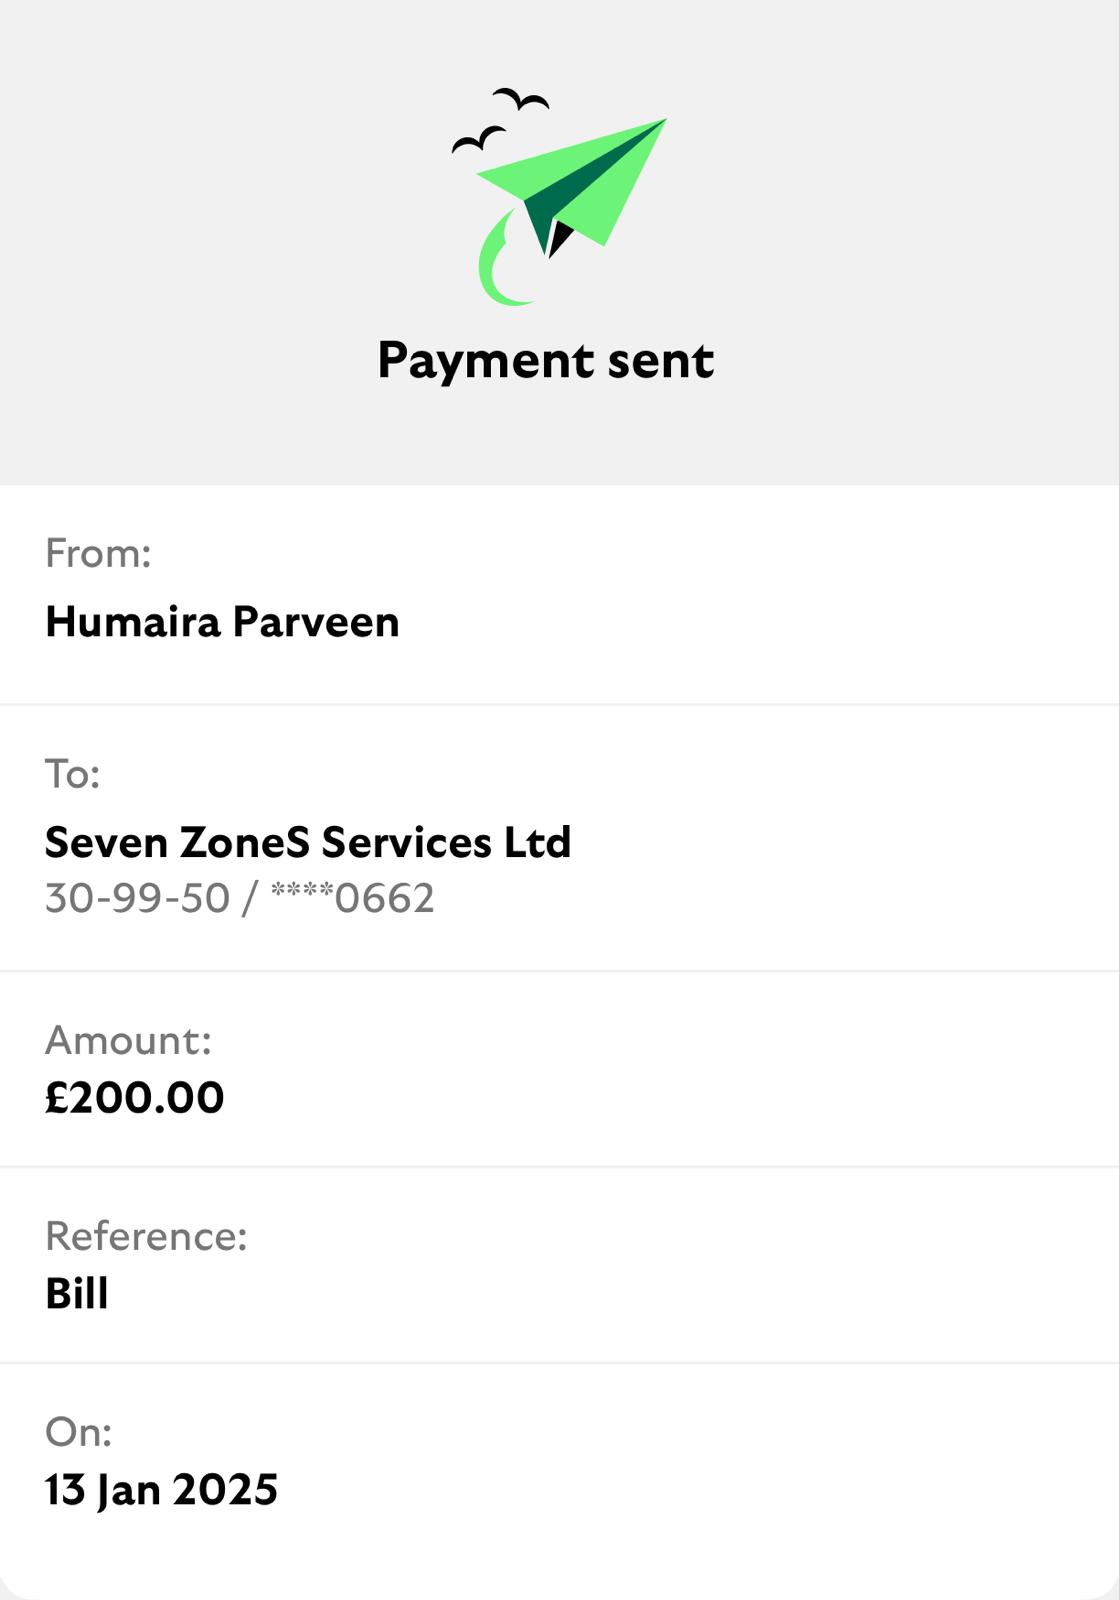 Payment sent
From:
Humaira Parveen
To:
Seven ZoneS Services Ltd
30-99-50 / ****0662
Amount:
£200.00
Reference:
Bill
On:
13 Jan 2025